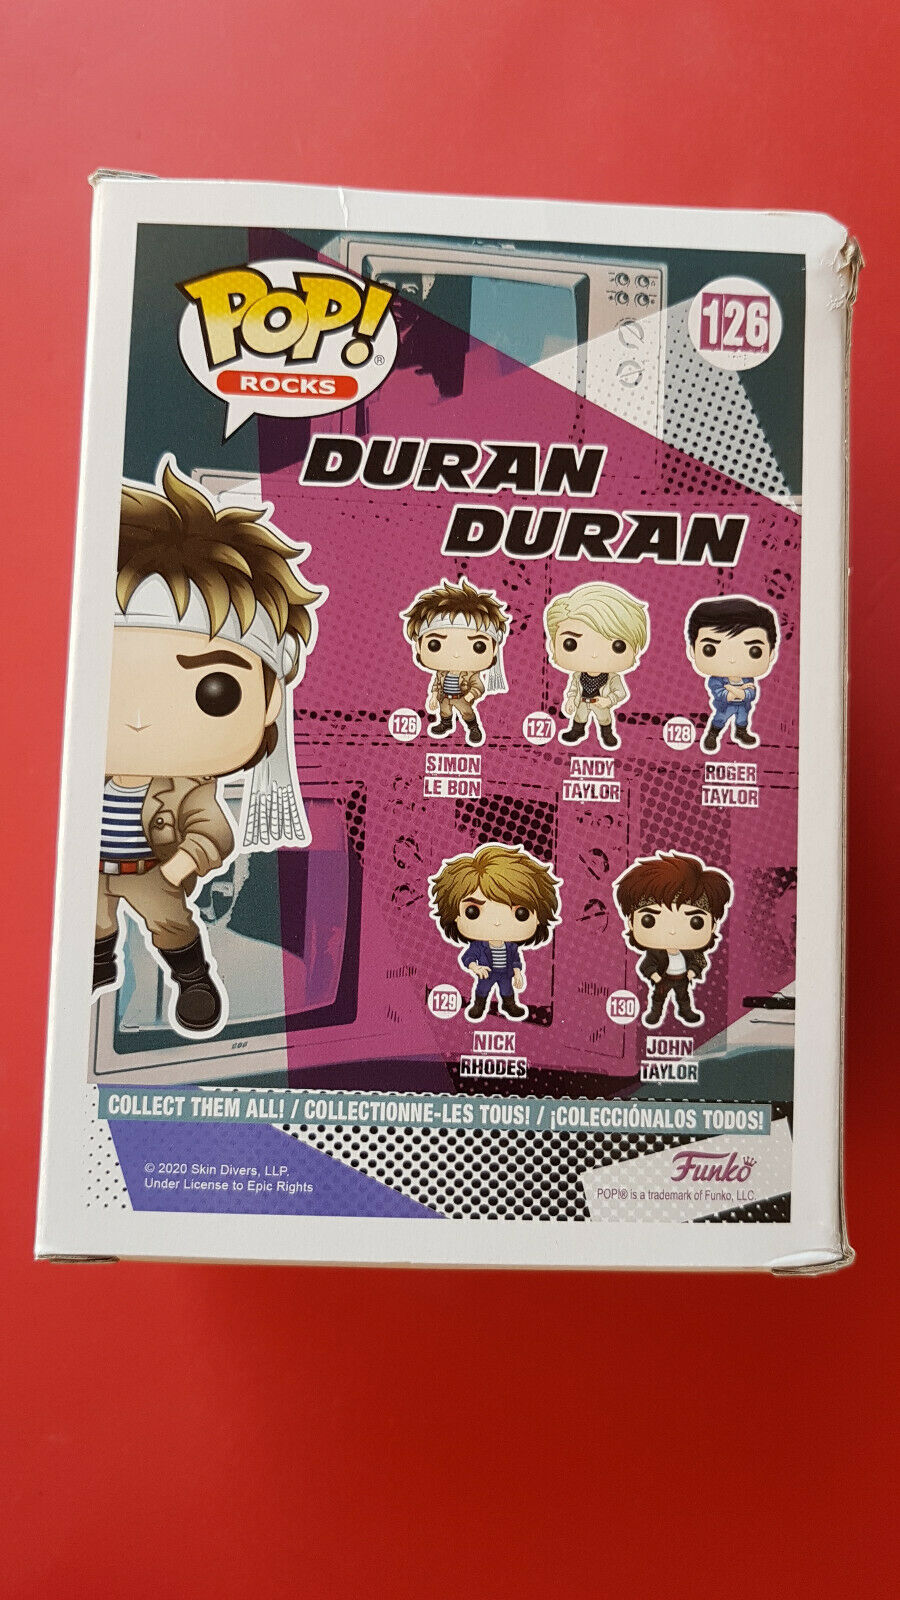 POP!®
ROCKS
126
DURAN
DURAN
126
SIMON
LE BON
127
ANDY
TAYLOR
128
ROGER
TAYLOR
129
NICK
RHODES
130
JOHN
TAYLOR
COLLECT THEM ALL! / COLLECTIONNE-LES TOUS! / ¡COLECCIÓNALOS TODOS!
© 2020 Skin Divers, LLP.
Under License to Epic Rights
Funko
POP!® is a trademark of Funko, LLC.